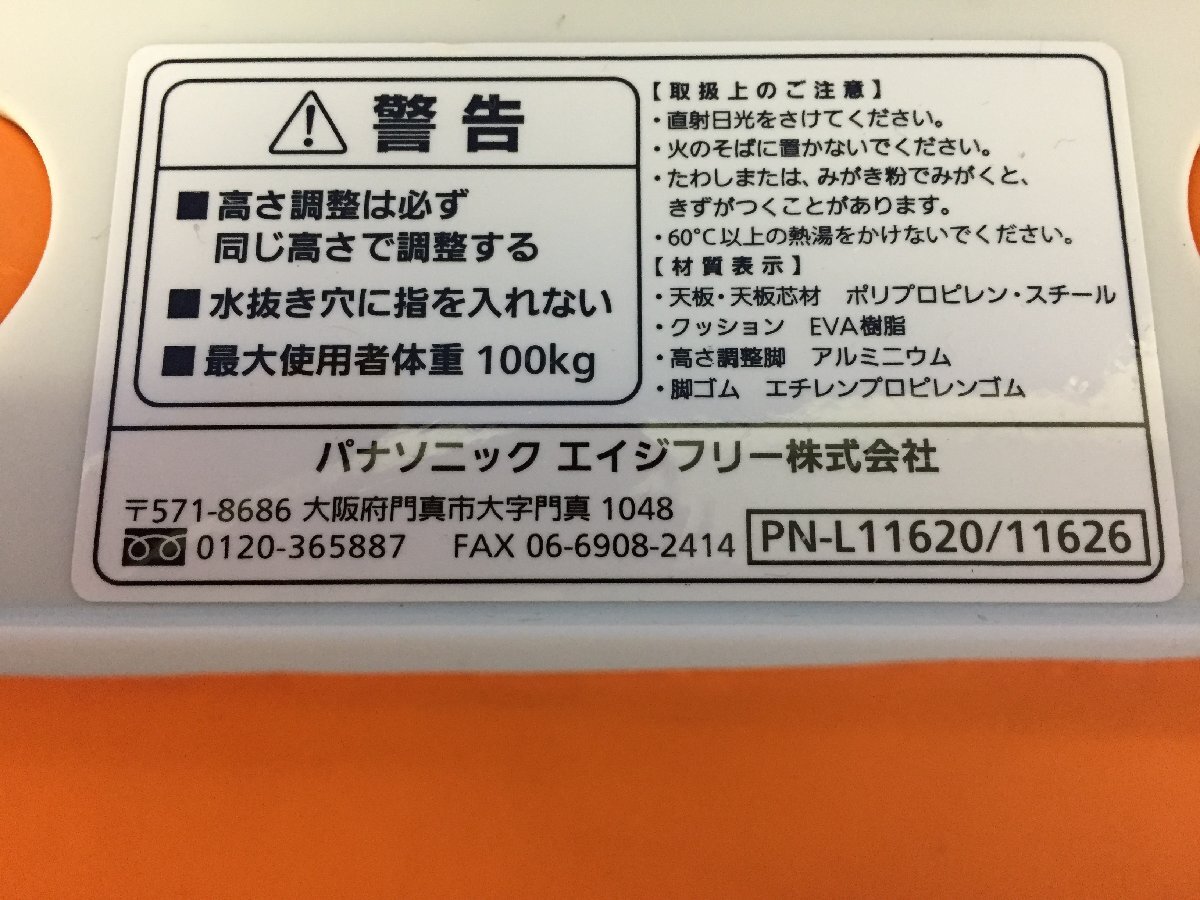 警告
■ 高さ調整は必ず
同じ高さで調整する
■ 水抜き穴に指を入れない
■ 最大使用者体重 100kg
【取扱上のご注意】
・直射日光をさけてください。
・火のそばに置かないでください。
・たわしまたは、みがき粉でみがくと、
きずがつくことがあります。
・60℃以上の熱湯をかけないでください。
【材質表示】
・天板・天板芯材 ポリプロピレン・スチール
・クッション EVA樹脂
・高さ調整脚 アルミニウム
・脚ゴム エチレンプロピレンゴム
パナソニック エイジフリー株式会社
〒571-8686 大阪府門真市大字門真 1048
0120-365887 FAX 06-6908-2414
PN-L11620/11626